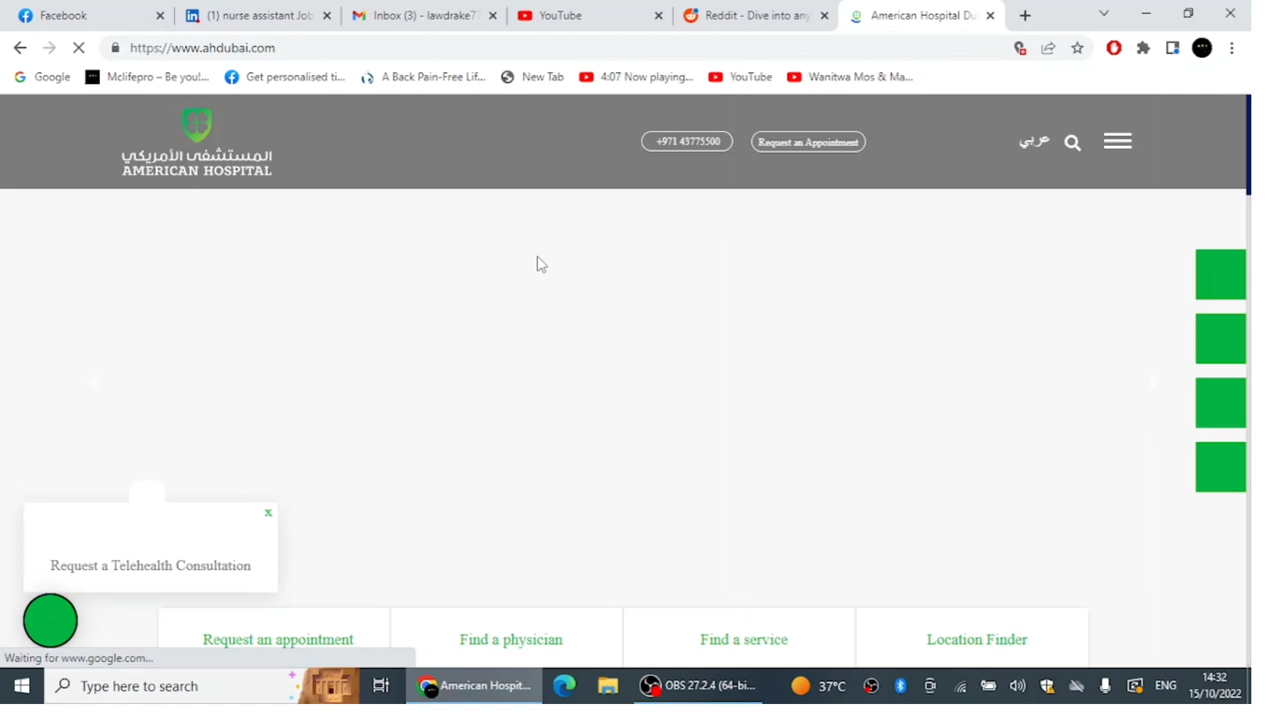 Facebook
(1) nurse assistant Job
Inbox (3) - lawdrake77
YouTube
Reddit - Dive into any
American Hospital Du
https://www.ahdubai.com
Google
Mclifepro – Be you!...
Get personalised ti...
A Back Pain-Free Lif...
New Tab
4:07 Now playing...
YouTube
Wanitwa Mos & Ma...
المستشفى الأمريكي
AMERICAN HOSPITAL
+971 43775500
Request an Appointment
عربي
x
Request a Telehealth Consultation
Request an appointment
Find a physician
Find a service
Location Finder
Waiting for www.google.com...
Type here to search
American Hospit...
OBS 27.2.4 (64-bi...
37°C
ENG
14:32
15/10/2022